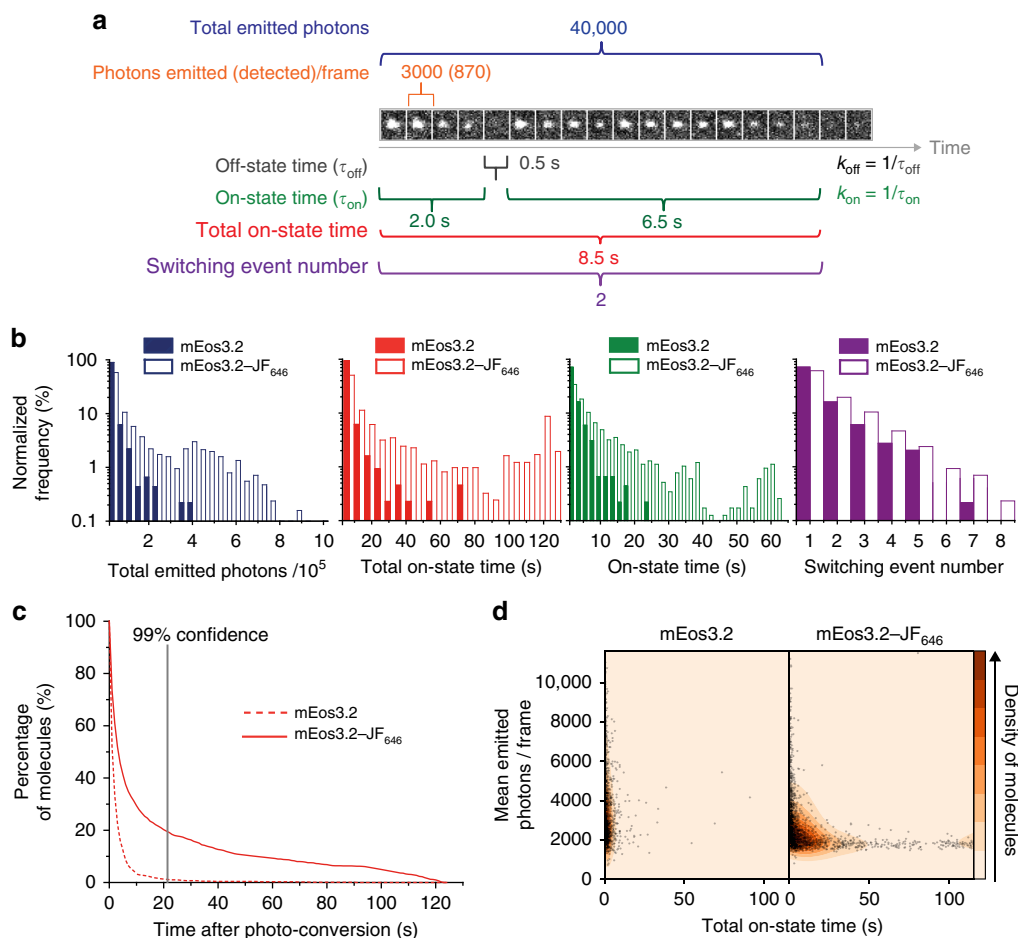 a
Total emitted photons
40,000
Photons emitted (detected)/frame
3000 (870)
Time
Off-state time (τoff)
0.5 s
koff = 1/τoff
On-state time (τon)
2.0 s
6.5 s
kon = 1/τon
Total on-state time
8.5 s
Switching event number
2
b
mEos3.2
mEos3.2–JF646
mEos3.2
mEos3.2–JF646
mEos3.2
mEos3.2–JF646
mEos3.2
mEos3.2–JF646
Normalized
frequency (%)
100
10
1
0.1
2 4 6 8 10
Total emitted photons /10^5
20 40 60 80 100 120
Total on-state time (s)
10 20 30 40 50 60
On-state time (s)
1 2 3 4 5 6 7 8
Switching event number
c
99% confidence
mEos3.2
mEos3.2–JF646
Percentage
of molecules (%)
100
80
60
40
20
0
0 20 40 60 80 100 120
Time after photo-conversion (s)
d
mEos3.2
mEos3.2–JF646
Mean emitted
photons / frame
10,000
8000
6000
4000
2000
0
0 50 100
0 50 100
Total on-state time (s)
Density of molecules